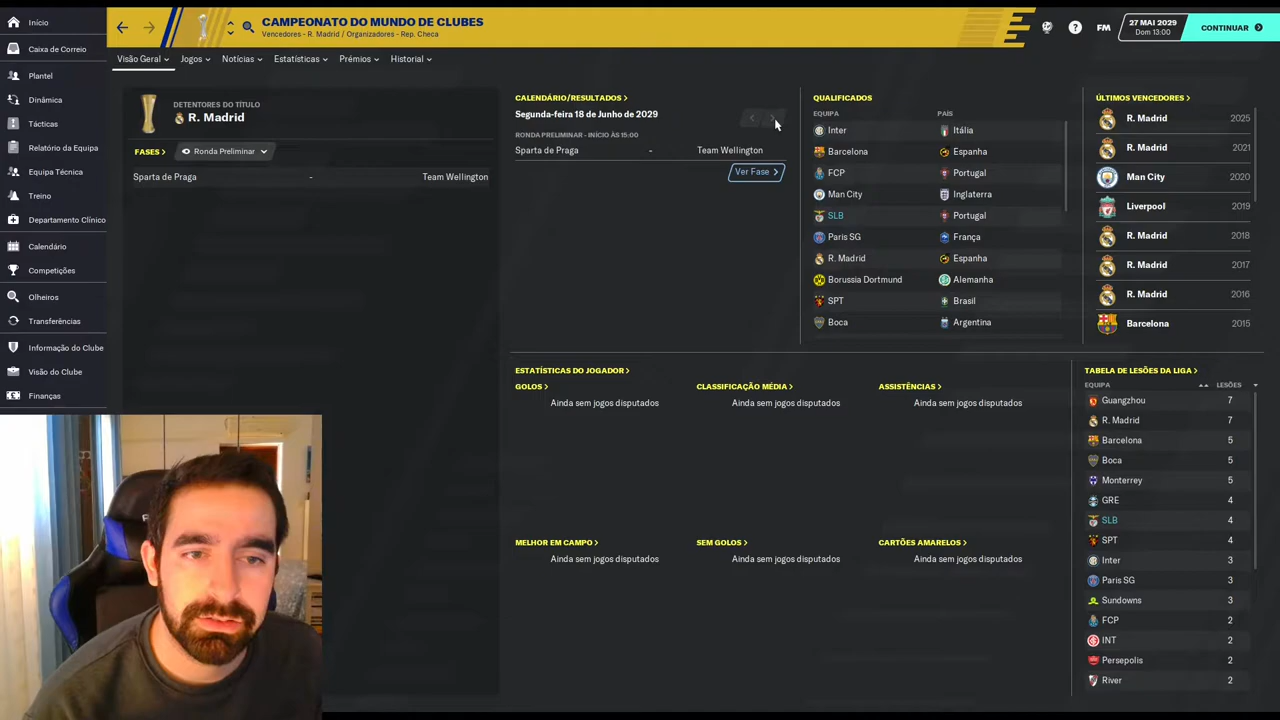 Início
Caixa de Correio
Plantel
Dinâmica
Tácticas
Relatório da Equipa
Equipa Técnica
Treino
Departamento Clínico
Calendário
Competições
Olheiros
Transferências
Informação do Clube
Visão do Clube
Finanças
CAMPEONATO DO MUNDO DE CLUBES
Vencedores - R. Madrid / Organizadores - Rep. Checa
FM
27 MAI 2029
Dom 13:00
CONTINUAR
Visão Geral
Jogos
Notícias
Estatísticas
Prémios
Historial
DETENTORES DO TÍTULO
R. Madrid
FASES
Ronda Preliminar
Sparta de Praga - Team Wellington
CALENDÁRIO/RESULTADOS
Segunda-feira 18 de Junho de 2029
RONDA PRELIMINAR - INÍCIO ÀS 15:00
Sparta de Praga - Team Wellington
Ver Fase
QUALIFICADOS
EQUIPA PAÍS
Inter Itália
Barcelona Espanha
FCP Portugal
Man City Inglaterra
SLB Portugal
Paris SG França
R. Madrid Espanha
Borussia Dortmund Alemanha
SPT Brasil
Boca Argentina
ÚLTIMOS VENCEDORES
R. Madrid 2025
R. Madrid 2021
Man City 2020
Liverpool 2019
R. Madrid 2018
R. Madrid 2017
R. Madrid 2016
Barcelona 2015
ESTATÍSTICAS DO JOGADOR
GOLOS
Ainda sem jogos disputados
CLASSIFICAÇÃO MÉDIA
Ainda sem jogos disputados
ASSISTÊNCIAS
Ainda sem jogos disputados
MELHOR EM CAMPO
Ainda sem jogos disputados
SEM GOLOS
Ainda sem jogos disputados
CARTÕES AMARELOS
Ainda sem jogos disputados
TABELA DE LESÕES DA LIGA
EQUIPA LESÕES
Guangzhou 7
R. Madrid 7
Barcelona 5
Boca 5
Monterrey 5
GRE 4
SLB 4
SPT 4
Inter 3
Paris SG 3
Sundowns 3
FCP 2
INT 2
Persepolis 2
River 2